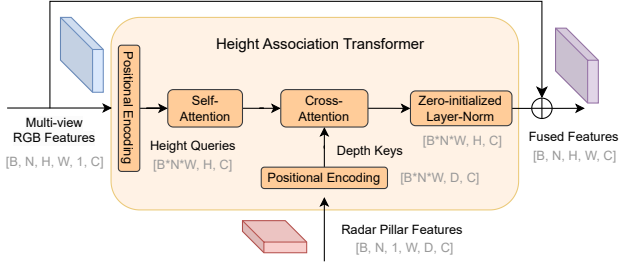 Height Association Transformer
Positional Encoding
Self-
Attention
Cross-
Attention
Zero-initialized
Layer-Norm
Multi-view
RGB Features
[B, N, H, W, 1, C]
Height Queries
[B*N*W, H, C]
Depth Keys
[B*N*W, H, C]
Fused Features
[B, N, H, W, C]
Positional Encoding
[B*N*W, D, C]
Radar Pillar Features
[B, N, 1, W, D, C]